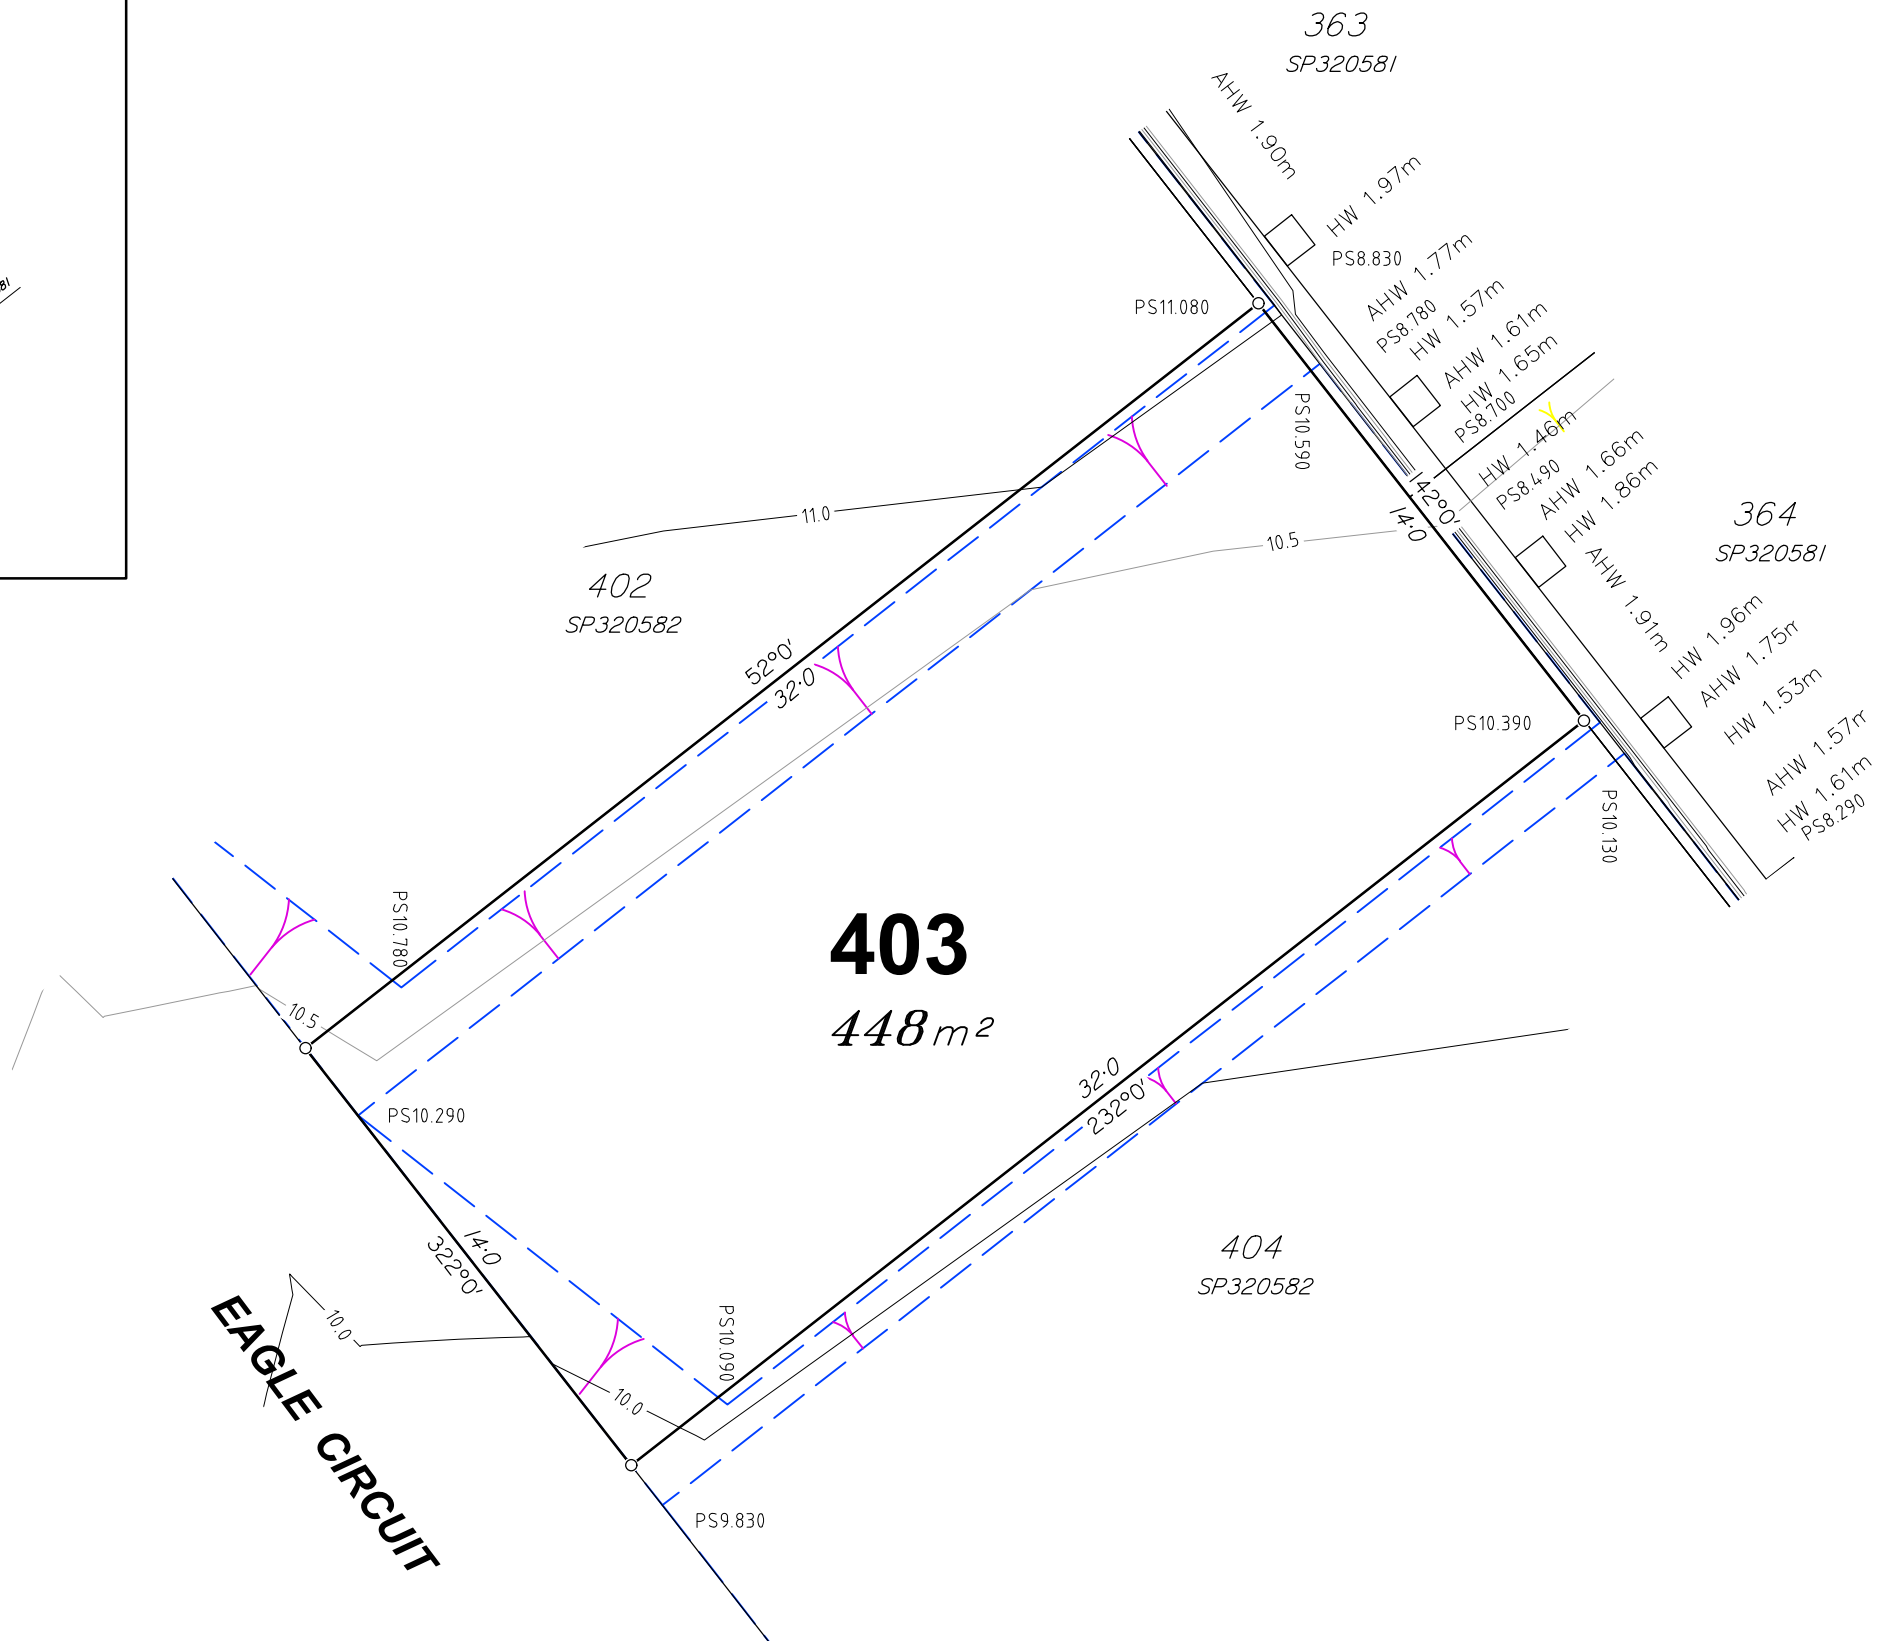 363
SP320581
AHW 1.90m
HW 1.97m
PS8.830
AHW 1.77m
PS8.780
HW 1.57m
AHW 1.61m
HW 1.65m
PS8.700
HW 1.46m
PS8.490
AHW 1.66m
HW 1.86m
AHW 1.91m
364
SP320581
HW 1.96m
AHW 1.75m
HW 1.53m
AHW 1.57m
HW 1.61m
PS8.290
PS11.080
PS10.590
142°0'
14·0
11.0
10.5
402
SP320582
52°0'
32·0
PS10.390
PS10.130
PS10.780
10.5
403
448 m²
PS10.290
32·0
232°0'
14·0
322°0'
404
SP320582
10.0
PS10.090
10.0
EAGLE CIRCUIT
PS9.830